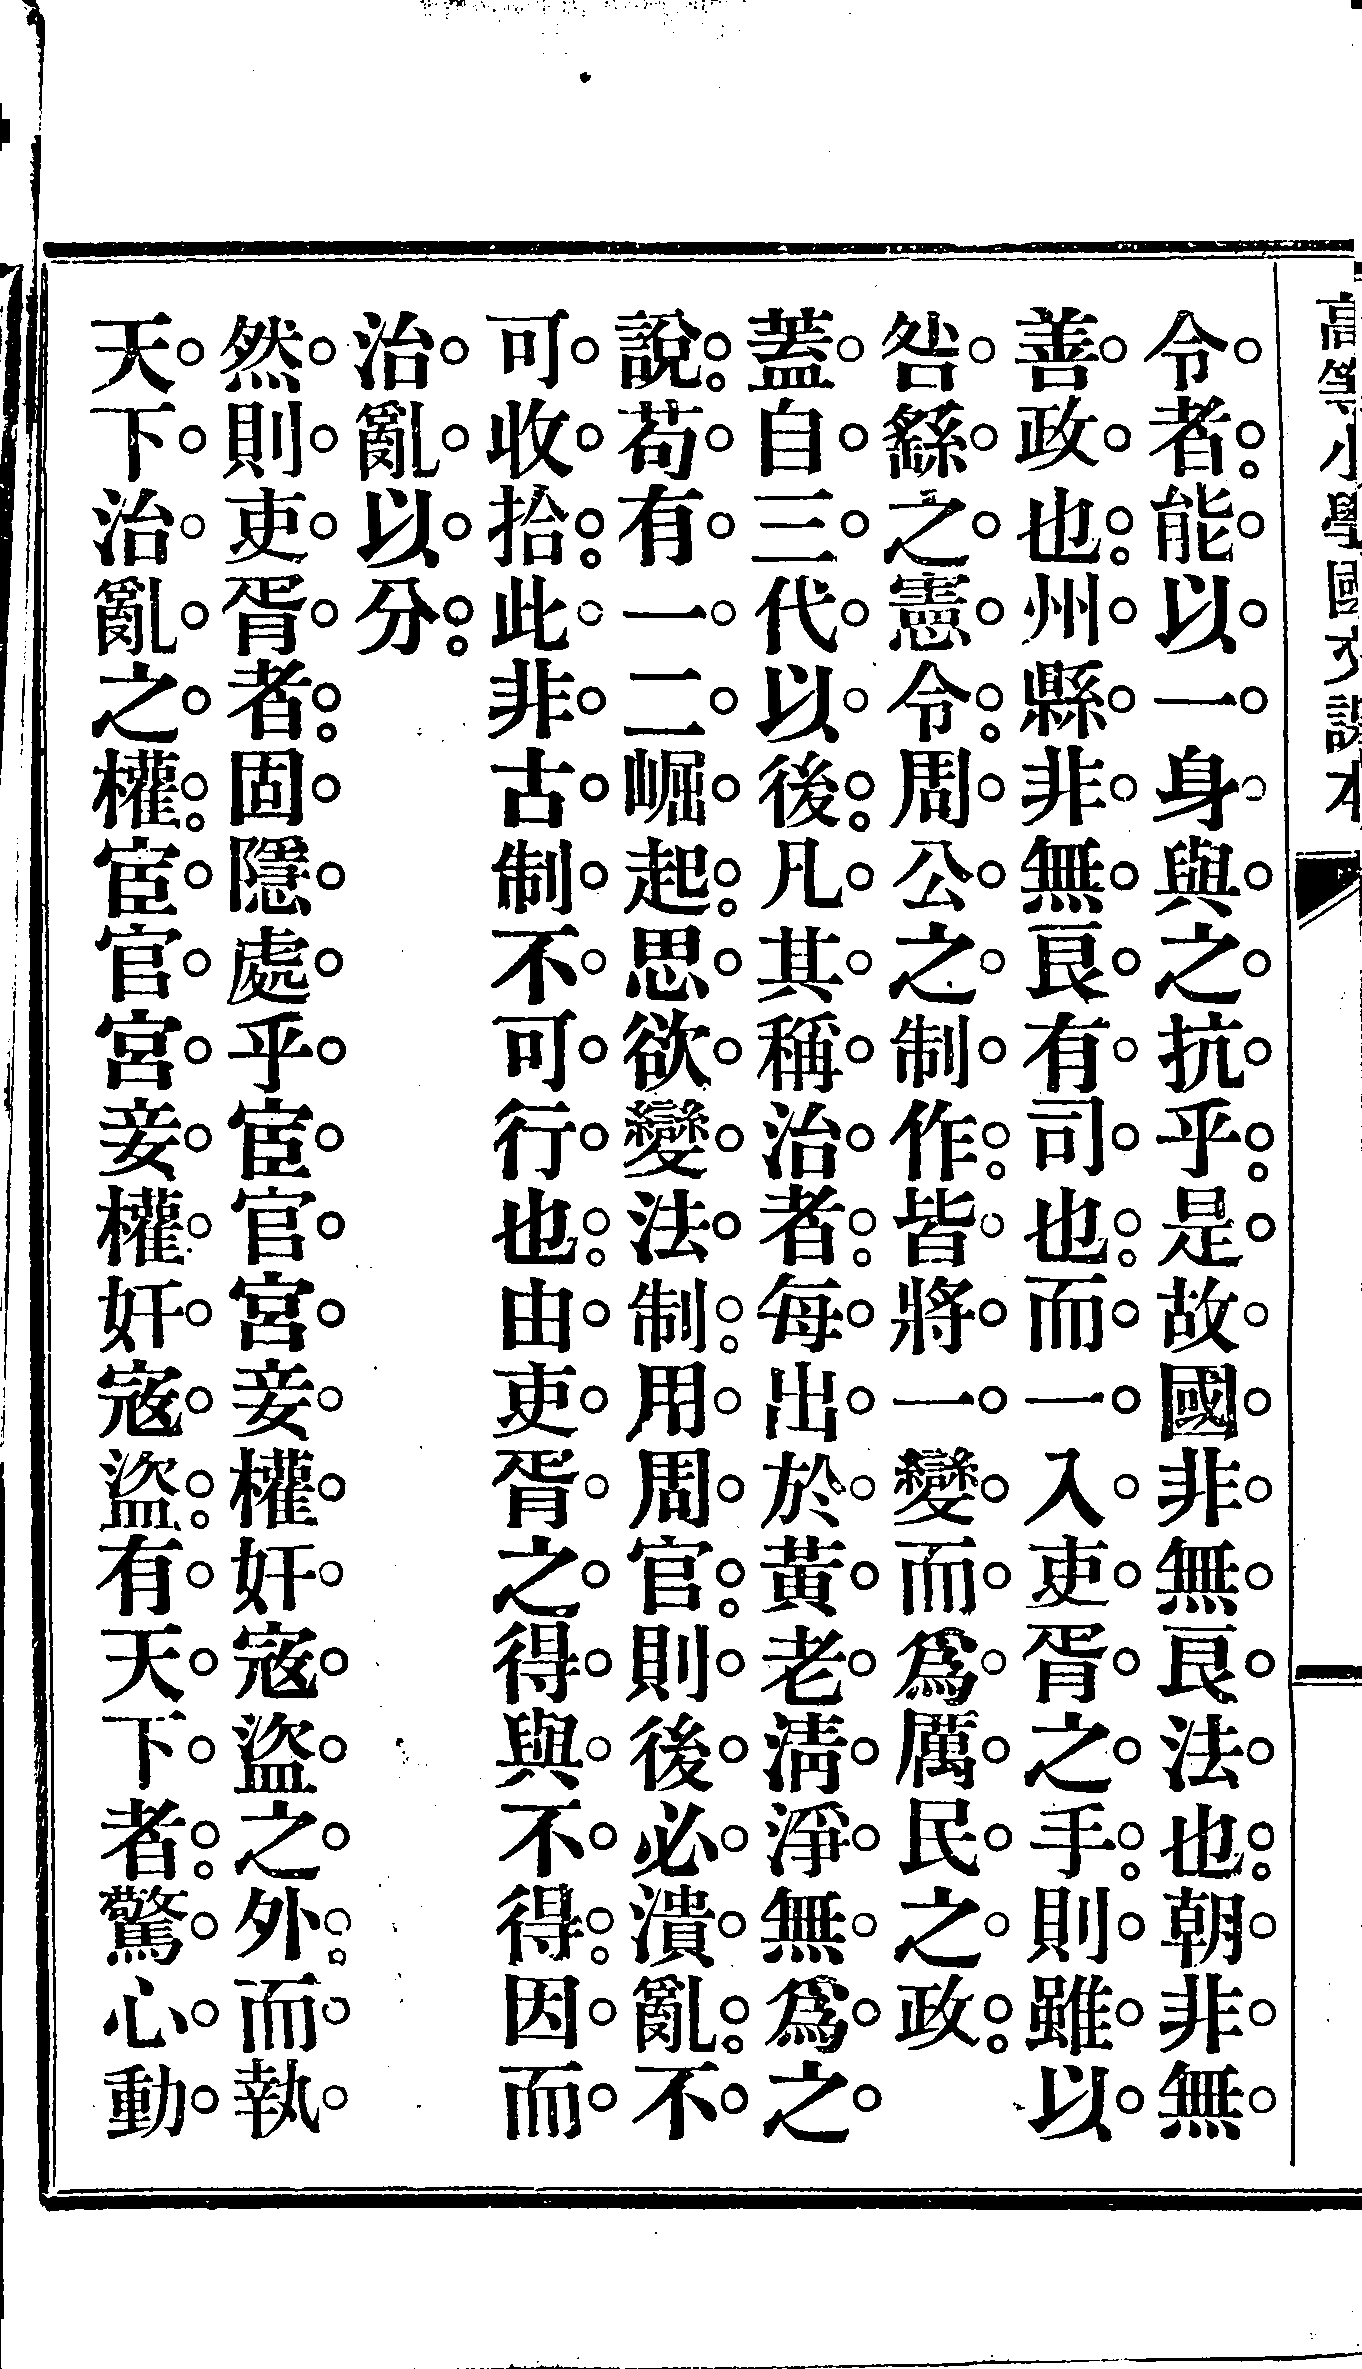 高等小學國文課本
令者能以一身與之抗乎是故國非無良法也朝非無
善政也州縣非無良有司也而一入吏胥之手則雖以
咎繇之憲令周公之制作皆將一變而爲厲民之政
蓋自三代以後凡其稱治者每出於黃老清淨無爲之
說苟有一二崛起思欲變法制用周官則後必潰亂不
可收拾此非古制不可行也由吏胥之得與不得因而
治亂以分
然則吏胥者固隱處乎宦官宮妾權奸寇盜之外而執
天下治亂之權宦官宮妾權奸寇盜有天下者驚心動